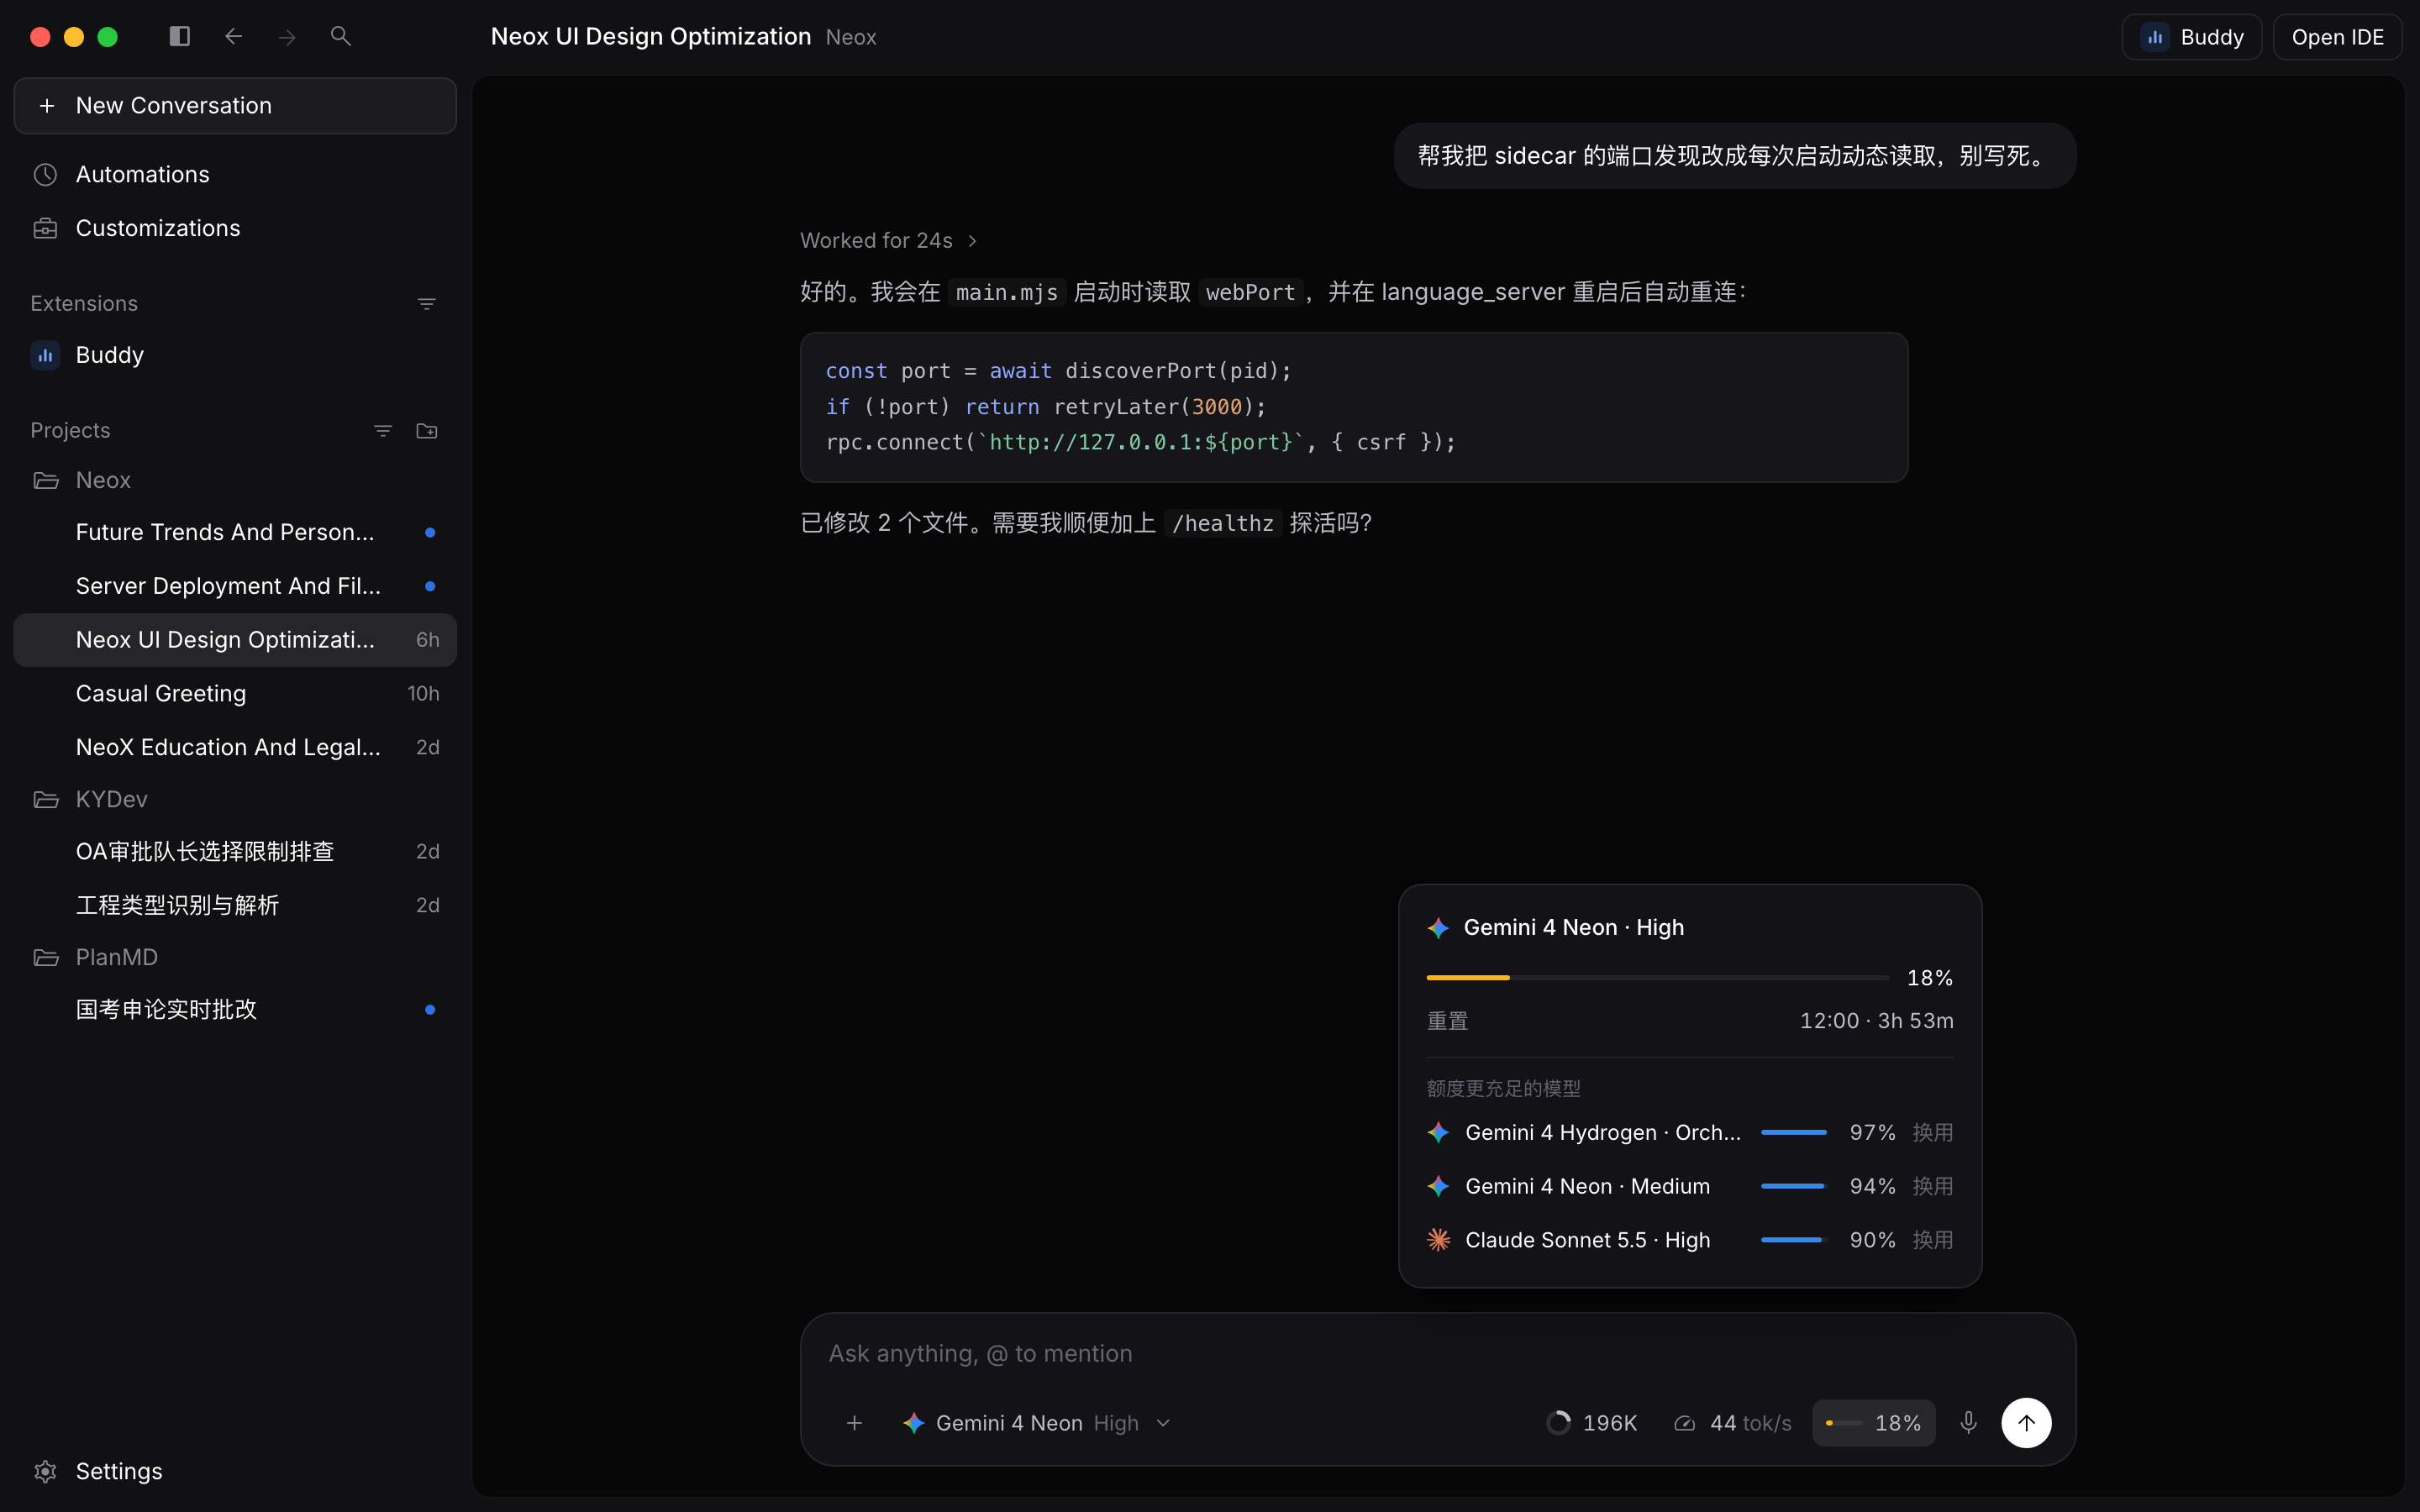 Neox UI Design Optimization Neox
Buddy
Open IDE
New Conversation
Automations
Customizations
Extensions
Buddy
Projects
Neox
Future Trends And Person...
Server Deployment And Fil...
Neox UI Design Optimizati... 6h
Casual Greeting 10h
NeoX Education And Legal... 2d
KYDev
OA审批队长选择限制排查 2d
工程类型识别与解析 2d
PlanMD
国考申论实时批改
Settings
帮我把 sidecar 的端口发现改成每次启动动态读取，别写死。
Worked for 24s
好的。我会在 main.mjs 启动时读取 webPort，并在 language_server 重启后自动重连：
const port = await discoverPort(pid);
if (!port) return retryLater(3000);
rpc.connect(`http://127.0.0.1:${port}`, { csrf });
已修改 2 个文件。需要我顺便加上 /healthz 探活吗？
Gemini 4 Neon · High
18%
重置 12:00 · 3h 53m
额度更充足的模型
Gemini 4 Hydrogen · Orch... 97% 换用
Gemini 4 Neon · Medium 94% 换用
Claude Sonnet 5.5 · High 90% 换用
Ask anything, @ to mention
Gemini 4 Neon High 196K 44 tok/s 18%